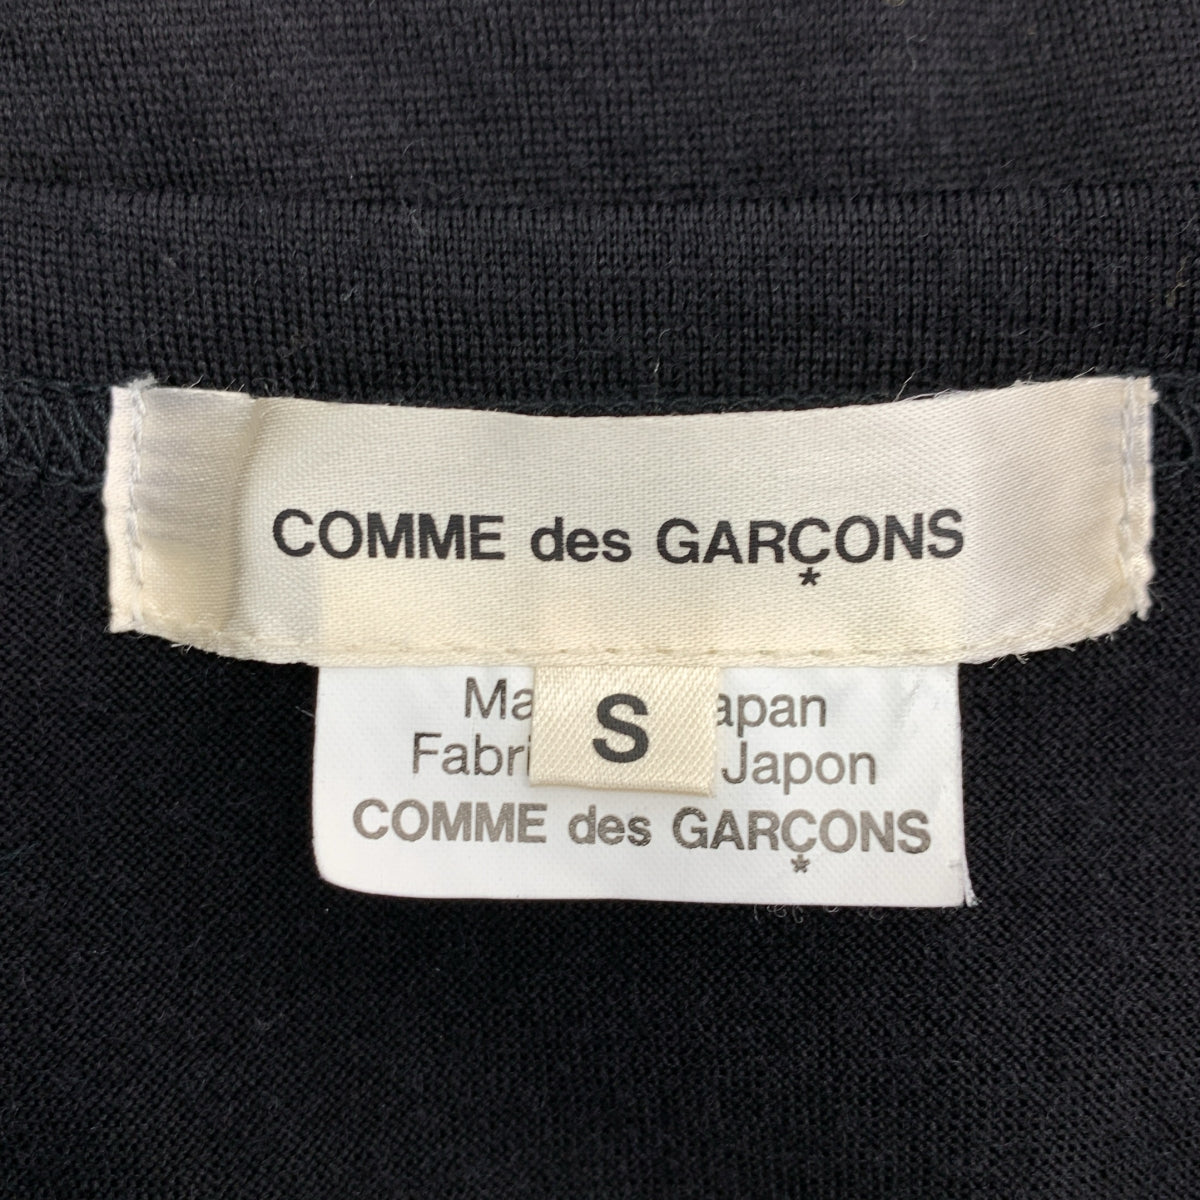 COMME des GARÇONS
*
S
Ma apan
Fabri Japon
COMME des GARÇONS
*